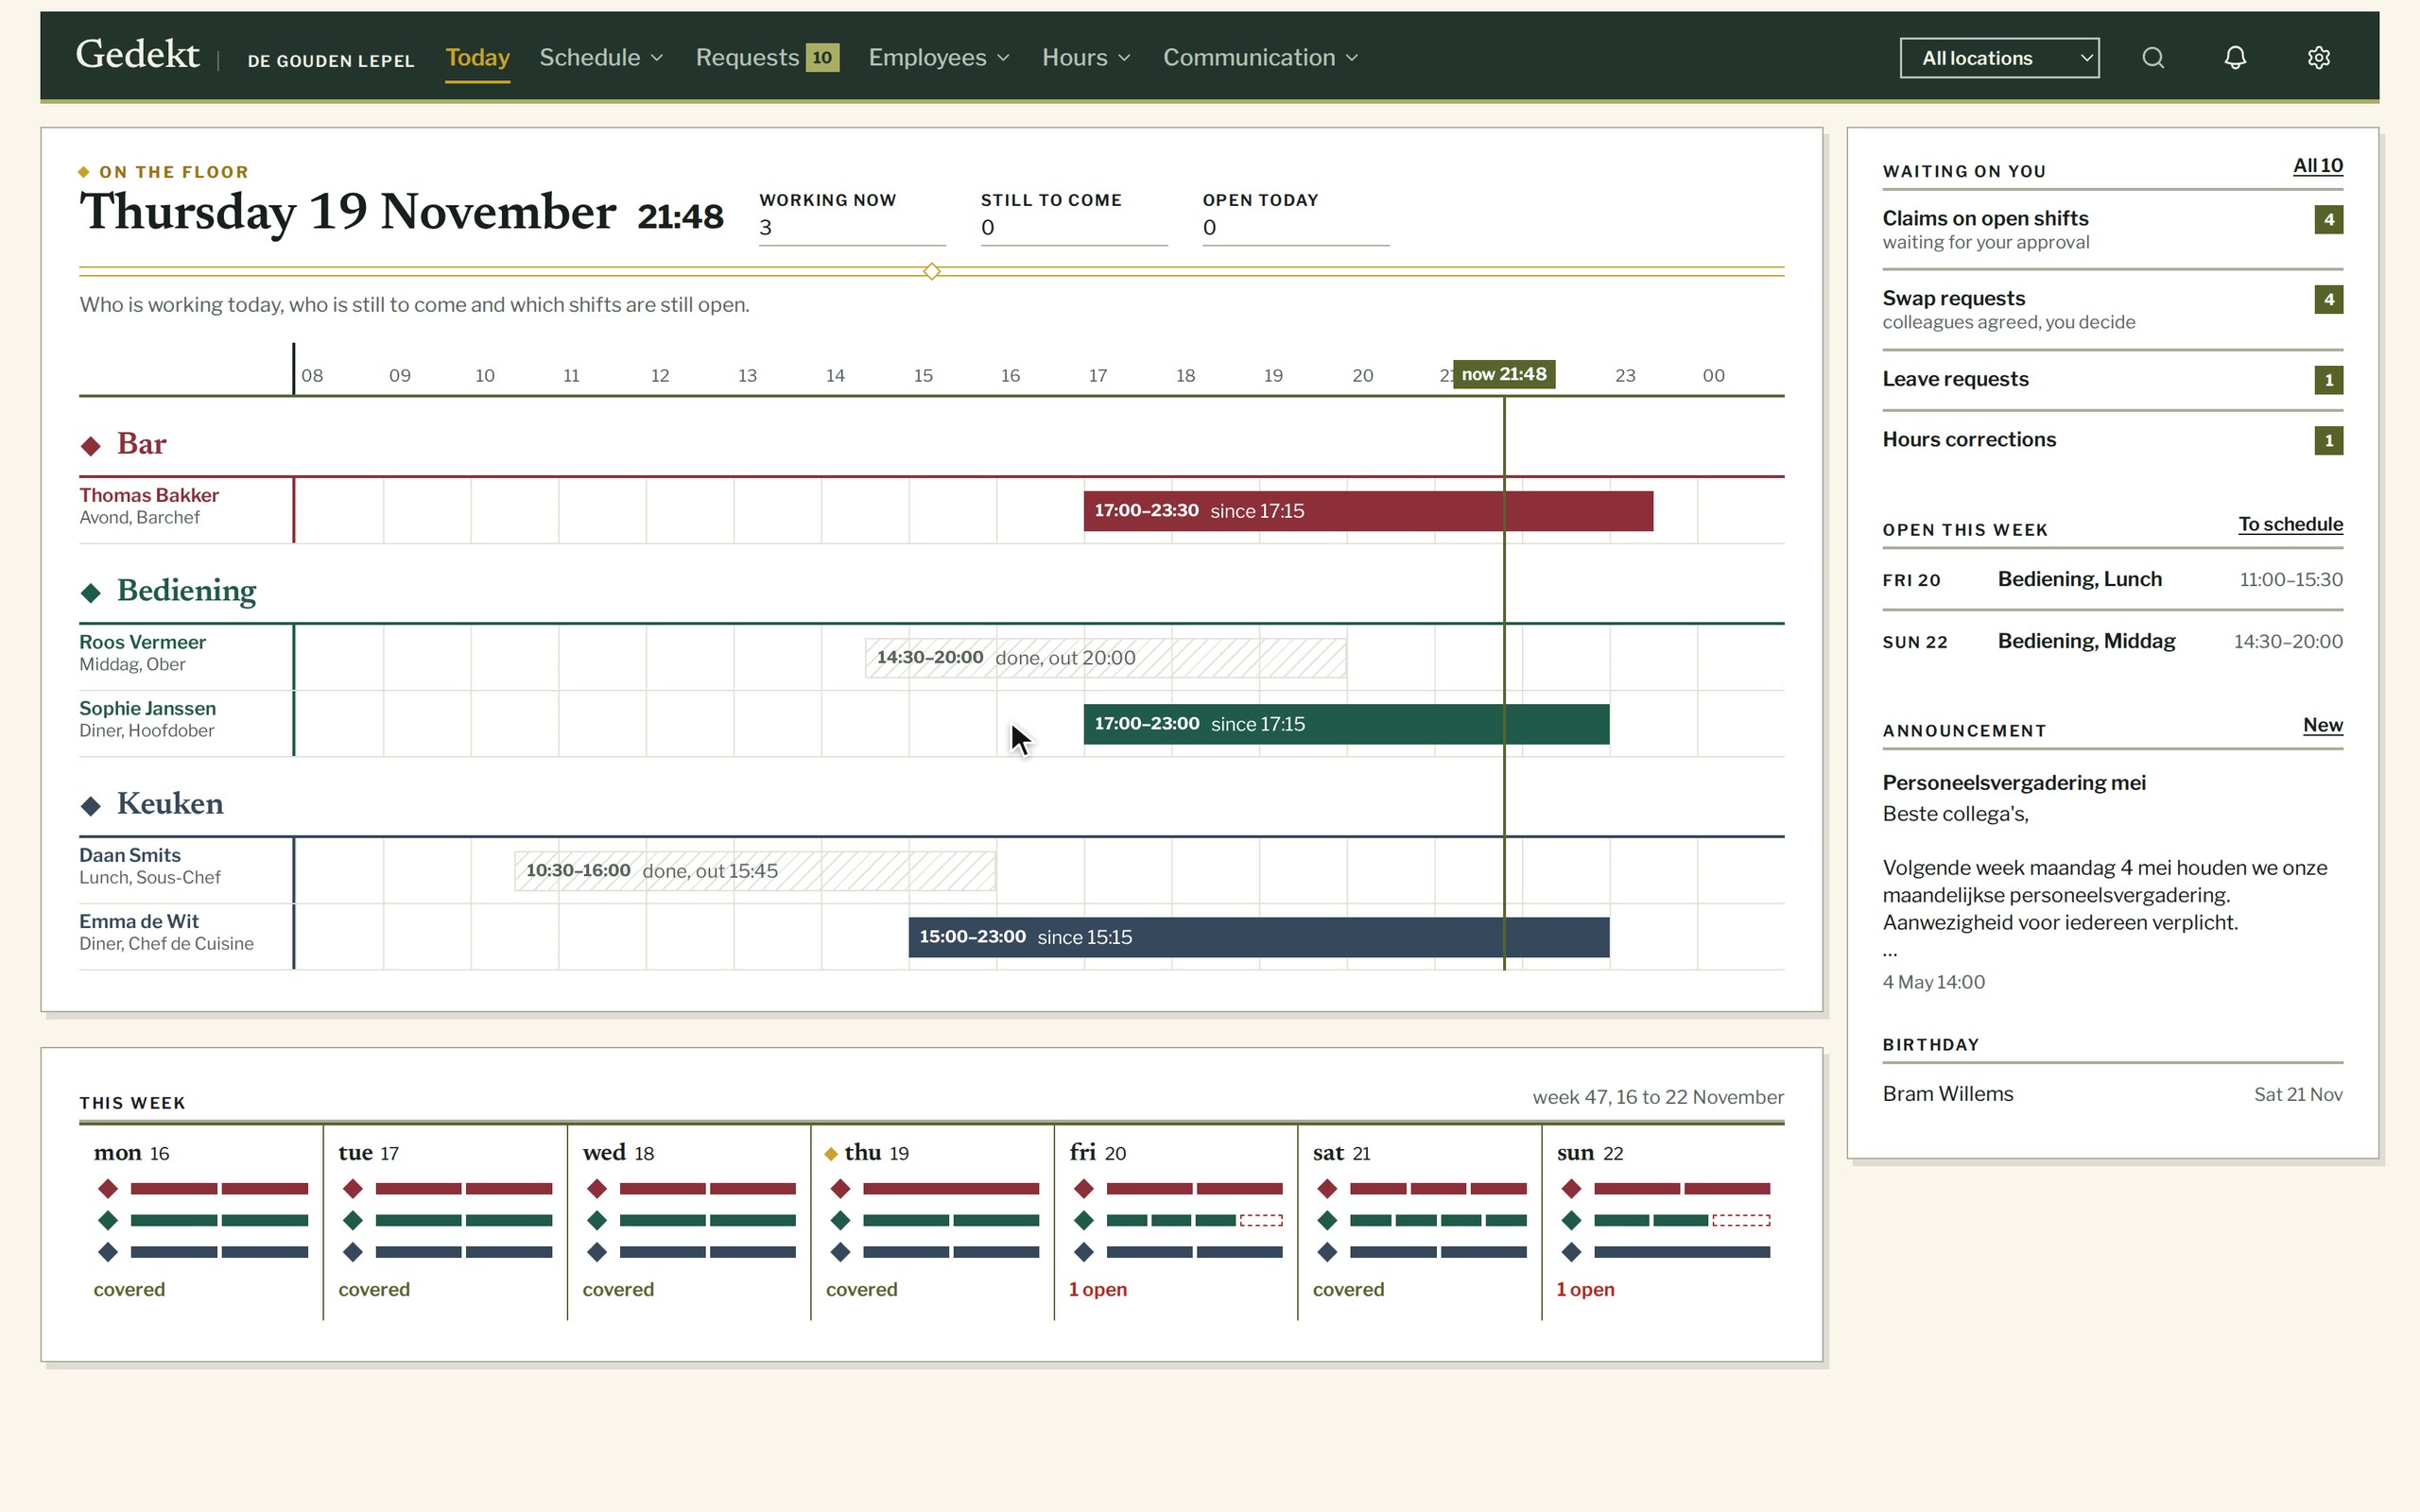 Gedekt
DE GOUDEN LEPEL
Today
Schedule
Requests 10
Employees
Hours
Communication
All locations
ON THE FLOOR
Thursday 19 November 21:48
WORKING NOW
3
STILL TO COME
0
OPEN TODAY
0
Who is working today, who is still to come and which shifts are still open.
08 09 10 11 12 13 14 15 16 17 18 19 20 21 now 21:48 23 00
Bar
Thomas Bakker
Avond, Barchef
17:00–23:30 since 17:15
Bediening
Roos Vermeer
Middag, Ober
14:30–20:00 done, out 20:00
Sophie Janssen
Diner, Hoofdober
17:00–23:00 since 17:15
Keuken
Daan Smits
Lunch, Sous-Chef
10:30–16:00 done, out 15:45
Emma de Wit
Diner, Chef de Cuisine
15:00–23:00 since 15:15
THIS WEEK
week 47, 16 to 22 November
mon 16
covered
tue 17
covered
wed 18
covered
thu 19
covered
fri 20
1 open
sat 21
covered
sun 22
1 open
WAITING ON YOU
All 10
Claims on open shifts
waiting for your approval
4
Swap requests
colleagues agreed, you decide
4
Leave requests
1
Hours corrections
1
OPEN THIS WEEK
To schedule
FRI 20 Bediening, Lunch 11:00–15:30
SUN 22 Bediening, Middag 14:30–20:00
ANNOUNCEMENT
New
Personeelsvergadering mei
Beste collega's,
Volgende week maandag 4 mei houden we onze
maandelijkse personeelsvergadering.
Aanwezigheid voor iedereen verplicht.
...
4 May 14:00
BIRTHDAY
Bram Willems Sat 21 Nov